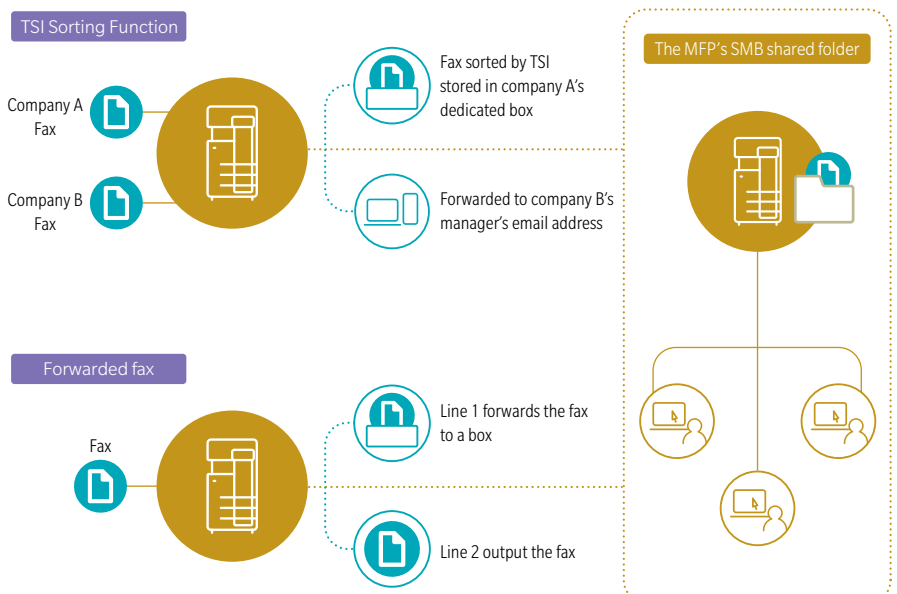 TSI Sorting Function
Company A
Fax
Company B
Fax
Fax sorted by TSI
stored in company A's
dedicated box
Forwarded to company B's
manager's email address
The MFP's SMB shared folder
Forwarded fax
Fax
Line 1 forwards the fax
to a box
Line 2 output the fax